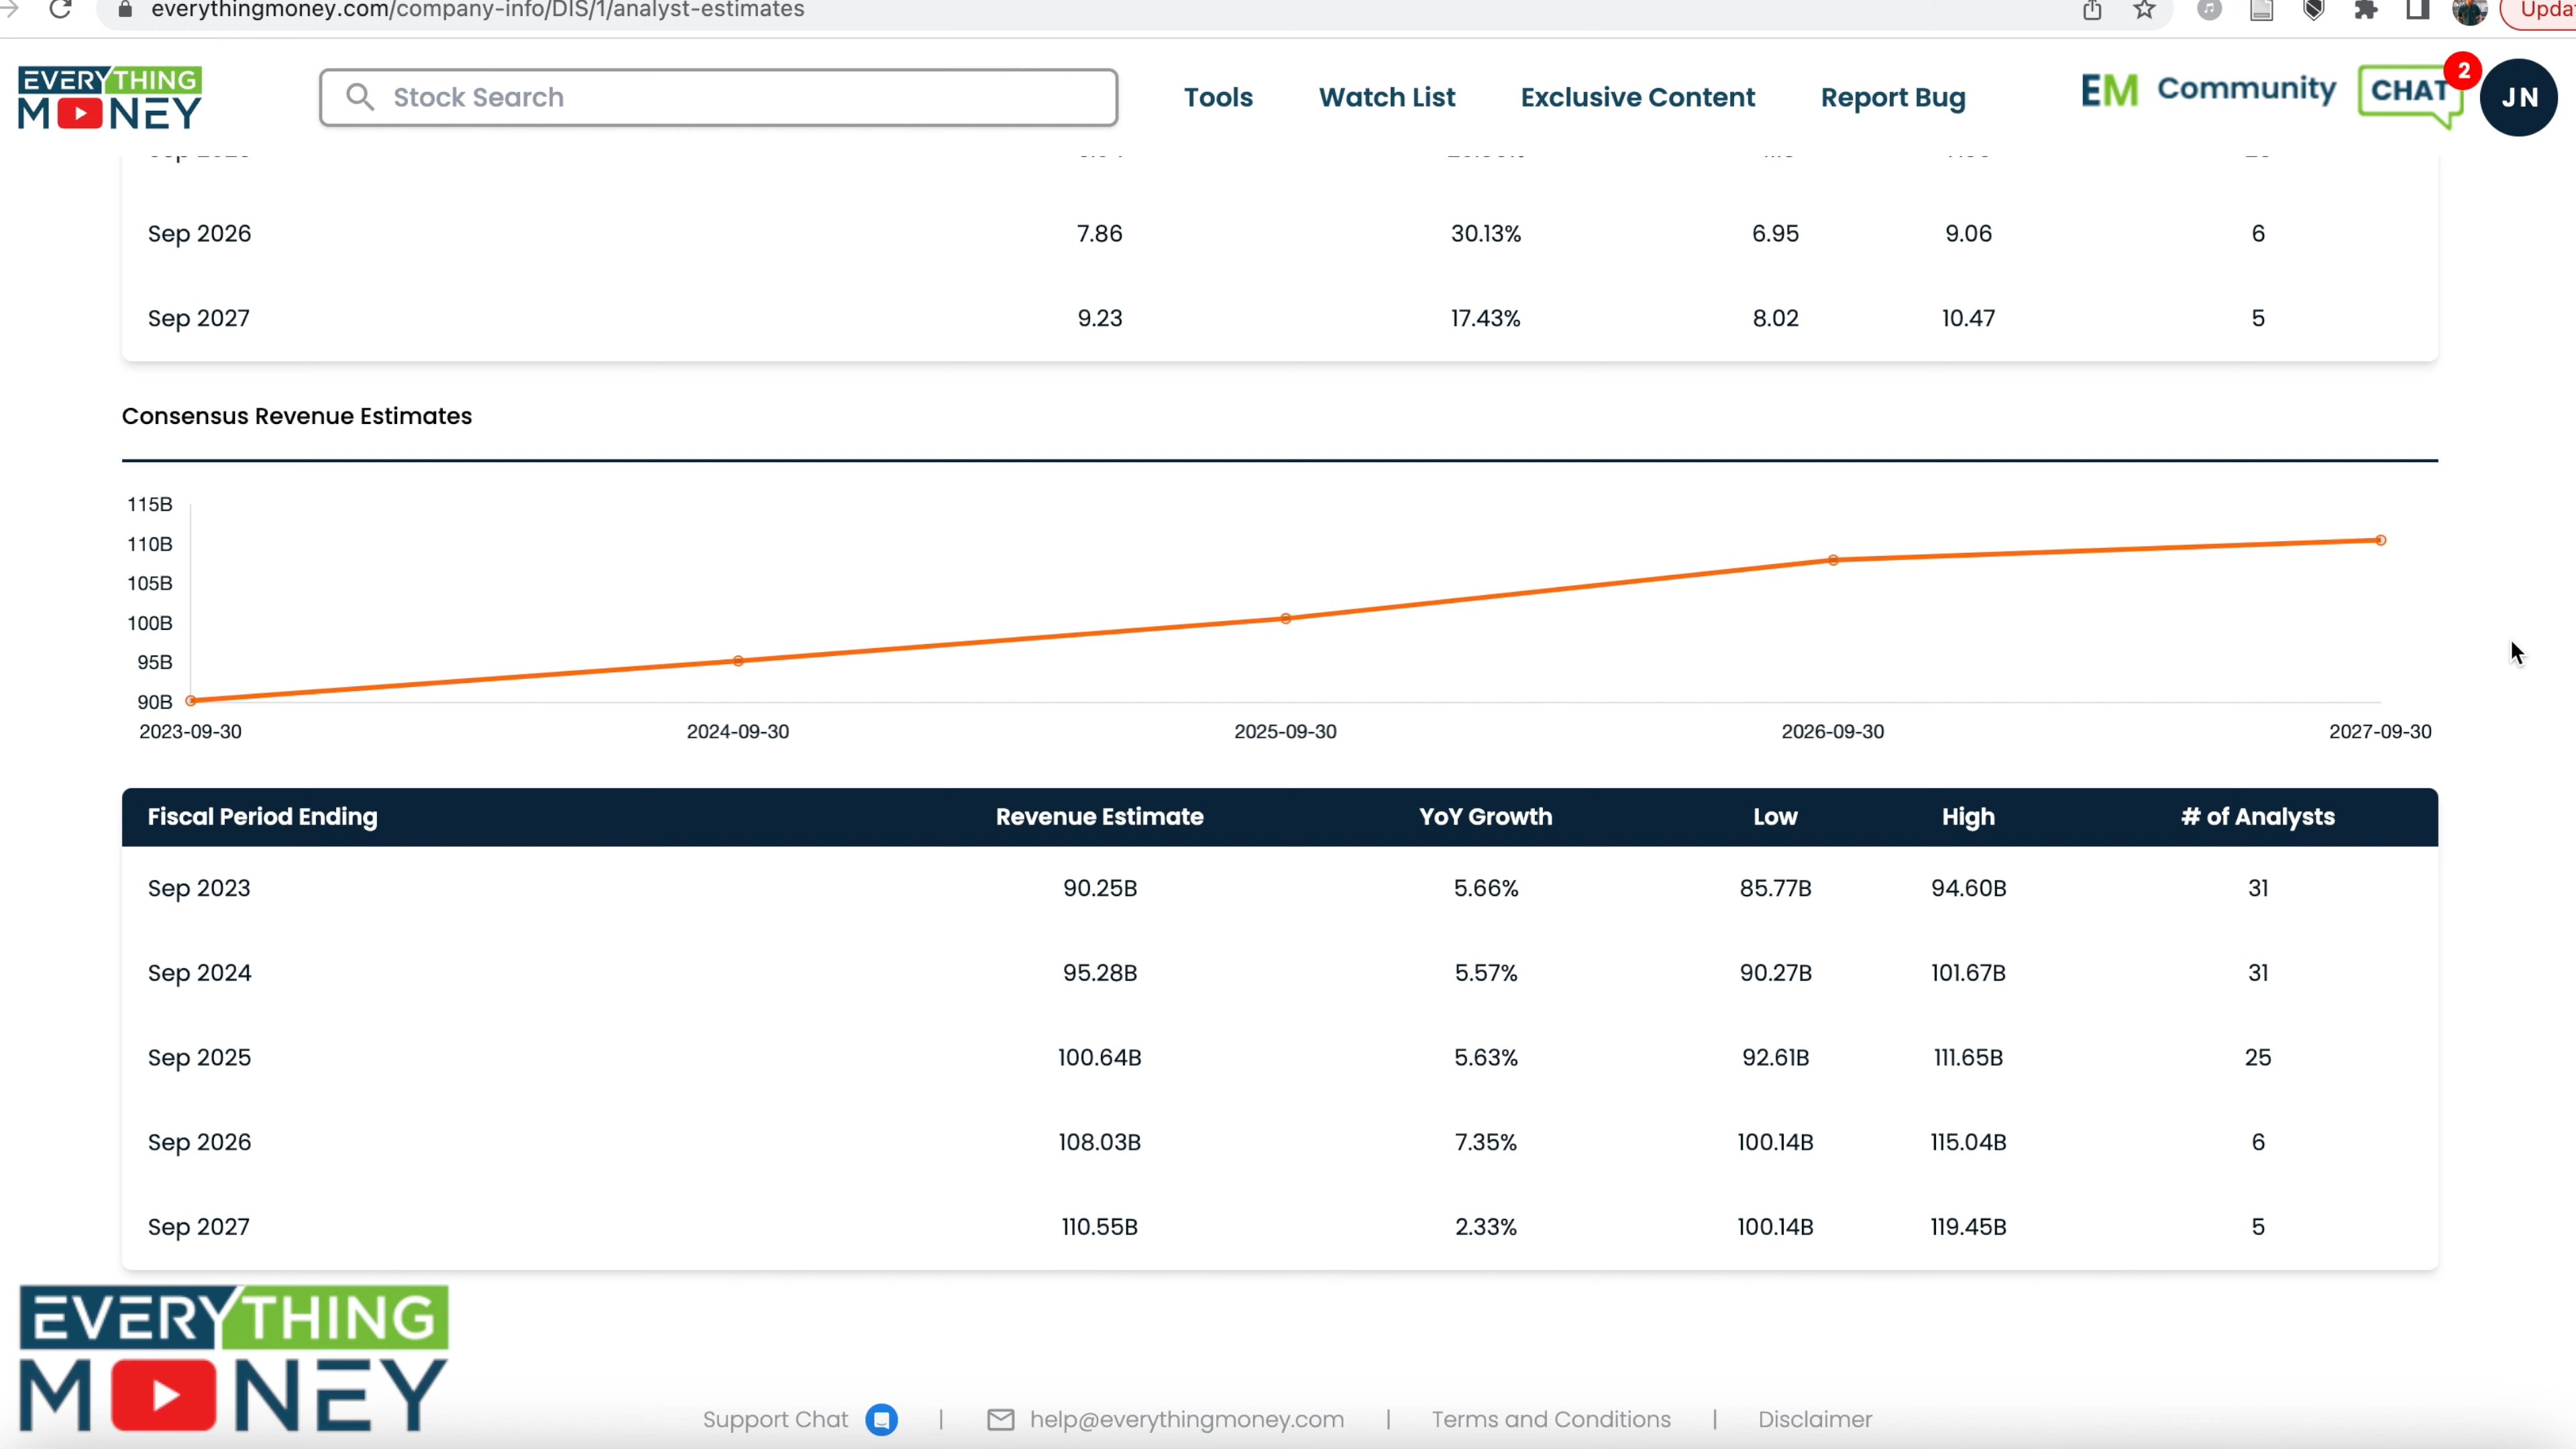 everythingmoney.com/company-info/DIS/1/analyst-estimates
EVERYTHING
MONEY
Stock Search
Tools
Watch List
Exclusive Content
Report Bug
EM Community
CHAT
2
JN
Sep 2026 7.86 30.13% 6.95 9.06 6
Sep 2027 9.23 17.43% 8.02 10.47 5
Consensus Revenue Estimates
115B
110B
105B
100B
95B
90B
2023-09-30 2024-09-30 2025-09-30 2026-09-30 2027-09-30
Fiscal Period Ending Revenue Estimate YoY Growth Low High # of Analysts
Sep 2023 90.25B 5.66% 85.77B 94.60B 31
Sep 2024 95.28B 5.57% 90.27B 101.67B 31
Sep 2025 100.64B 5.63% 92.61B 111.65B 25
Sep 2026 108.03B 7.35% 100.14B 115.04B 6
Sep 2027 110.55B 2.33% 100.14B 119.45B 5
EVERYTHING
MONEY
Support Chat | help@everythingmoney.com | Terms and Conditions | Disclaimer